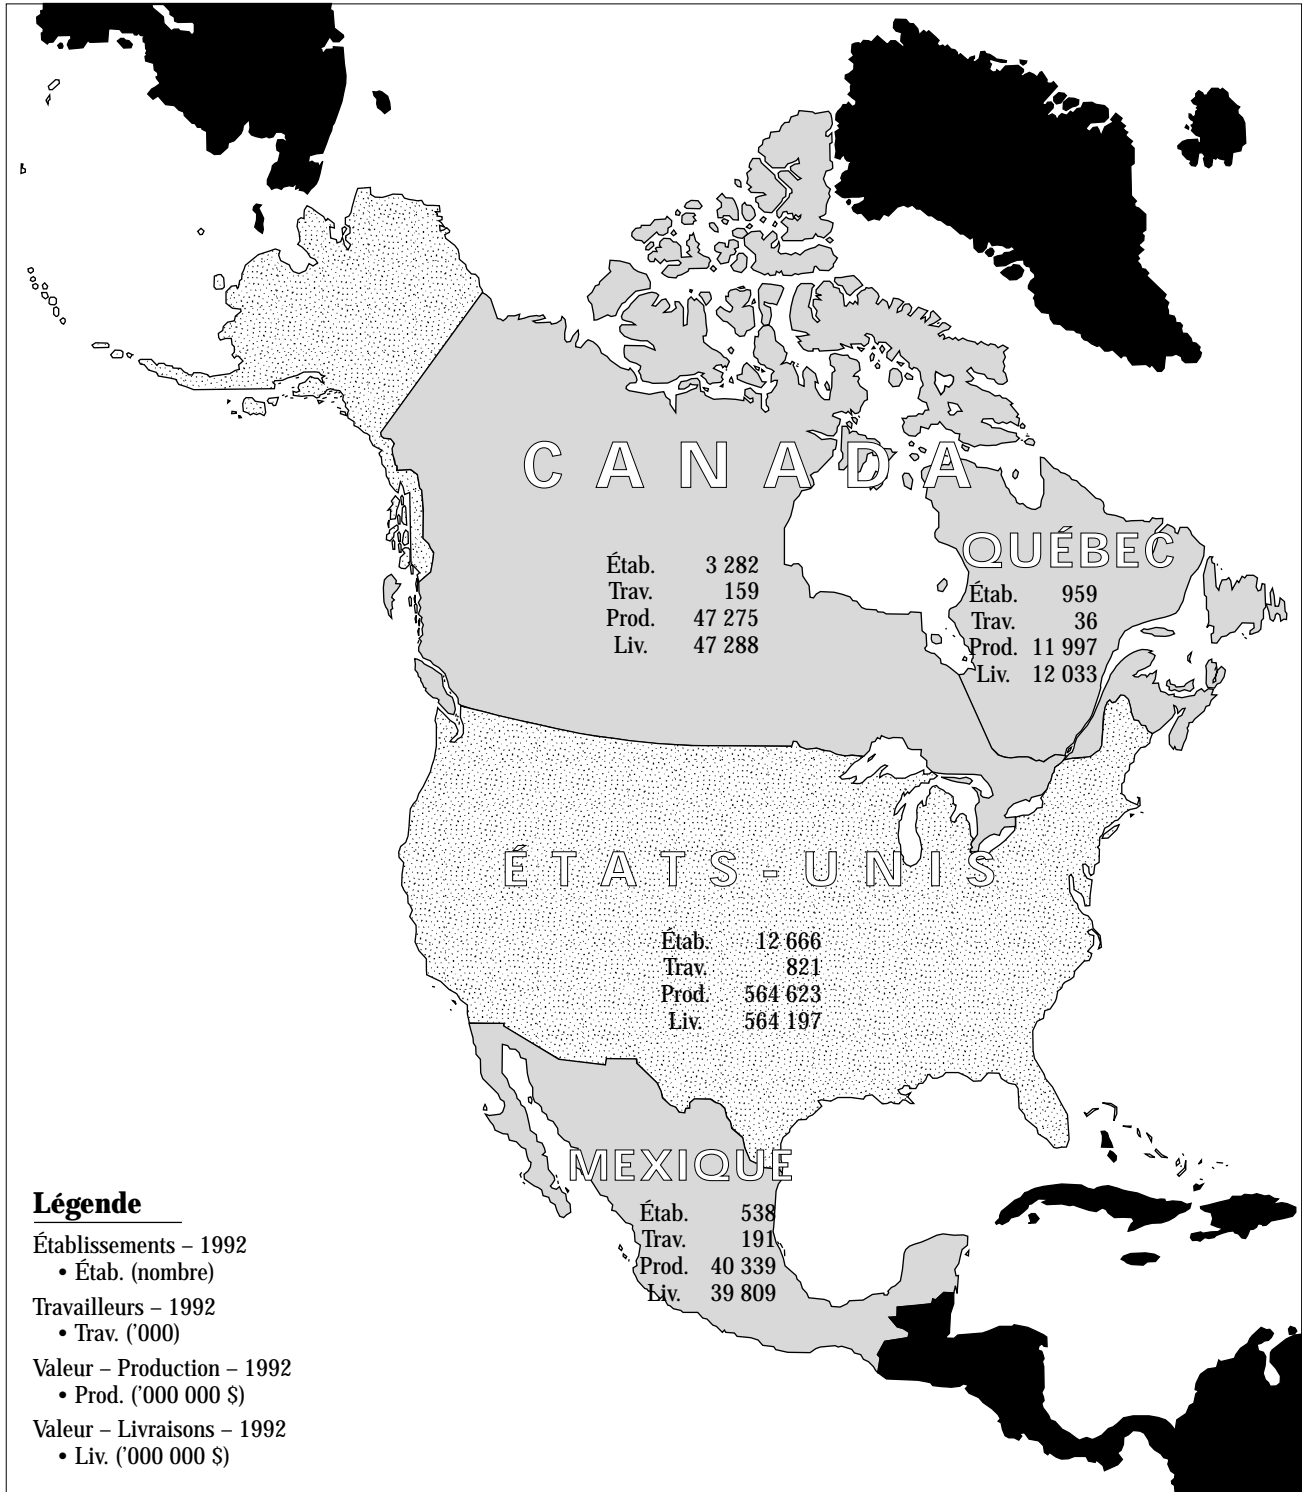 C A N A D A
Étab. 3 282
Trav. 159
Prod. 47 275
Liv. 47 288
QUÉBEC
Étab. 959
Trav. 36
Prod. 11 997
Liv. 12 033
É T A T S - U N I S
Étab. 12 666
Trav. 821
Prod. 564 623
Liv. 564 197
MEXIQUE
Étab. 538
Trav. 191
Prod. 40 339
Liv. 39 809
Légende
Établissements – 1992
• Étab. (nombre)
Travailleurs – 1992
• Trav. (’000)
Valeur – Production – 1992
• Prod. (’000 000 $)
Valeur – Livraisons – 1992
• Liv. (’000 000 $)